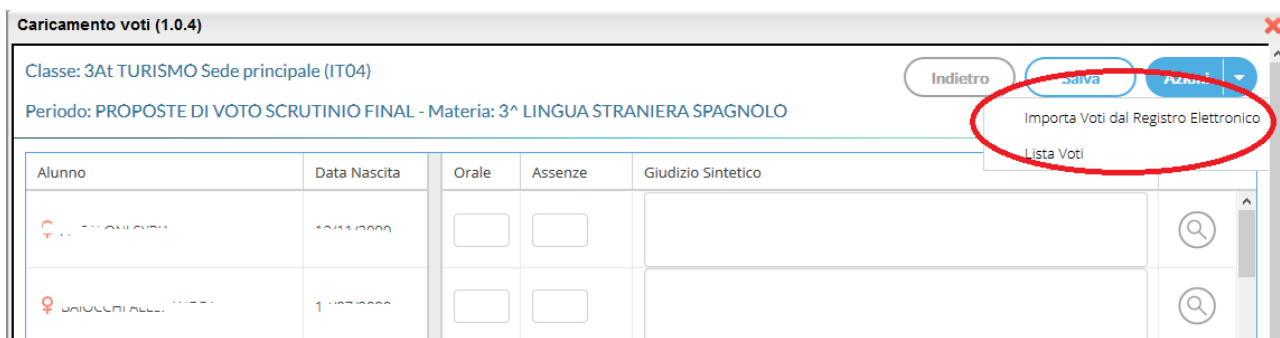 Caricamento voti (1.0.4)
Classe: 3At TURISMO Sede principale (IT04)
Indietro Salva Azioni
Periodo: PROPOSTE DI VOTO SCRUTINIO FINAL - Materia: 3^ LINGUA STRANIERA SPAGNOLO
Importa Voti dal Registro Elettronico
Lista Voti
Alunno Data Nascita Orale Assenze Giudizio Sintetico